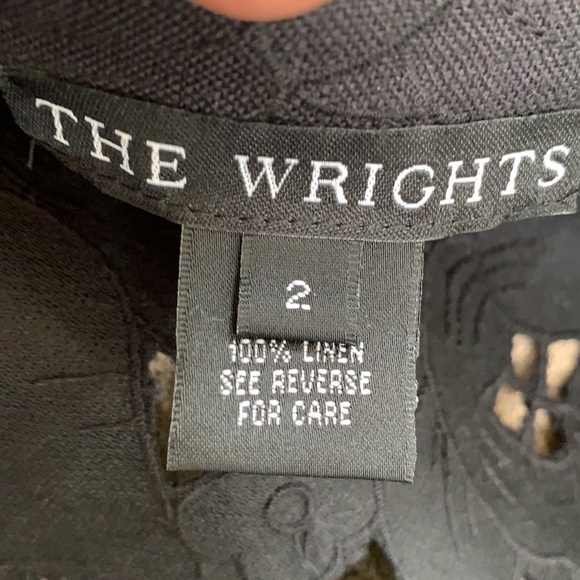 THE WRIGHTS
2
100% LINEN
SEE REVERSE
FOR CARE